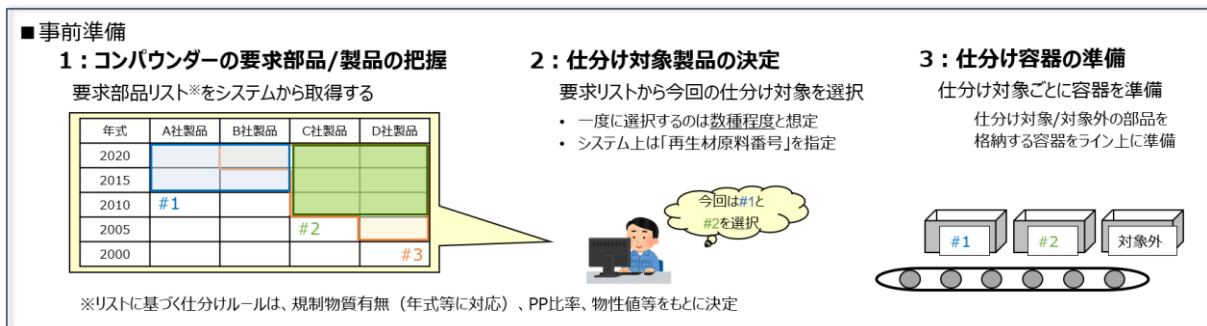 ■事前準備
1：コンパウンダーの要求部品/製品の把握
要求部品リスト※をシステムから取得する
年式 A社製品 B社製品 C社製品 D社製品
2020
2015
2010 #1
2005 #2
2000 #3
2：仕分け対象製品の決定
要求リストから今回の仕分け対象を選択
• 一度に選択するのは数種程度と想定
• システム上は「再生材原料番号」を指定
今回は#1と
#2を選択
3：仕分け容器の準備
仕分け対象ごとに容器を準備
仕分け対象/対象外の部品を
格納する容器をライン上に準備
#1 #2 対象外
※リストに基づく仕分けルールは、規制物質有無（年式等に対応）、PP比率、物性値等をもとに決定